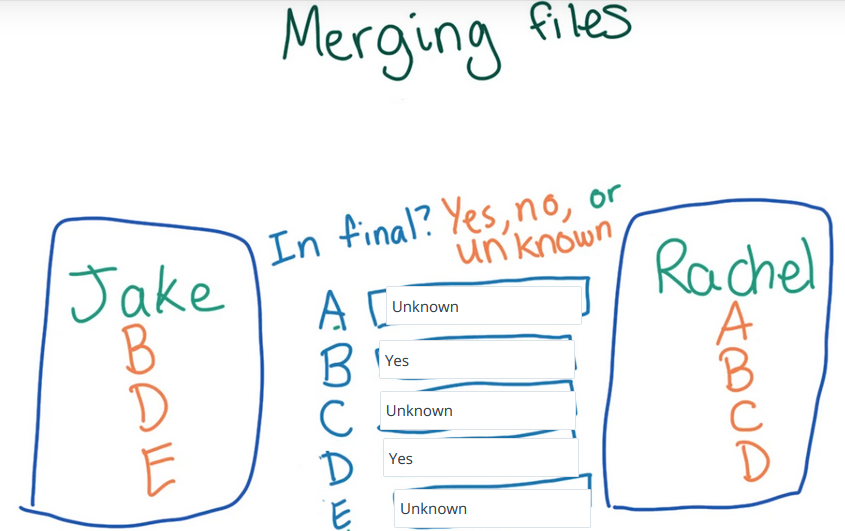 Merging files
In final? Yes, no, or
unknown
Jake
B
D
E
A Unknown
B Yes
C Unknown
D Yes
E Unknown
Rachel
A
B
C
D